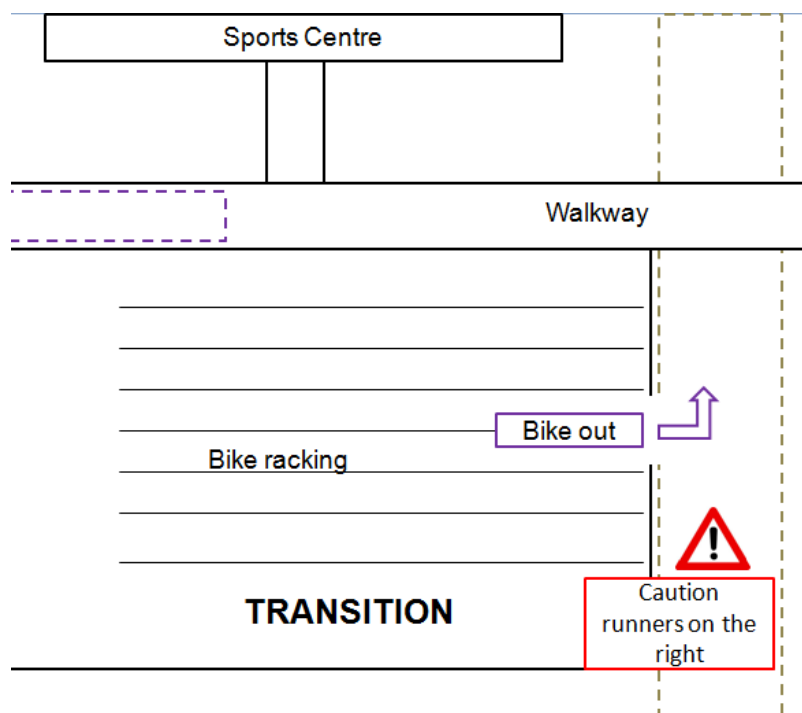 Sports Centre
Walkway
Bike out
Bike racking
TRANSITION
Caution
runners on the
right